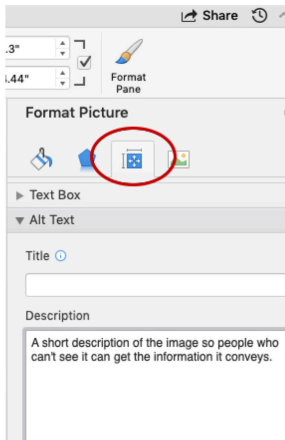 Share
.3"
.44"
Format
Pane
Format Picture
Text Box
Alt Text
Title
Description
A short description of the image so people who
can't see it can get the information it conveys.